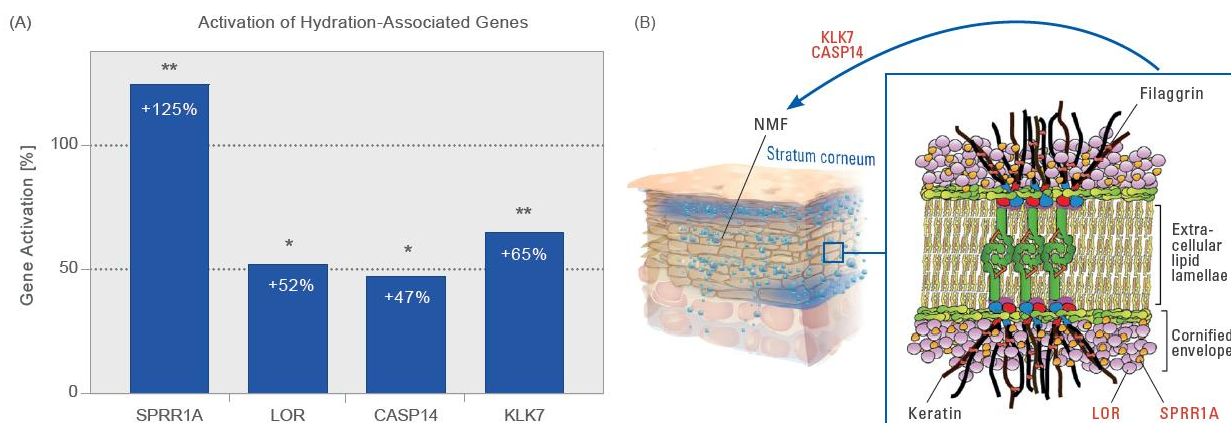 (A)
Activation of Hydration-Associated Genes
Gene Activation [%]
100
50
0
**
+125%
*
+52%
*
+47%
**
+65%
SPRR1A
LOR
CASP14
KLK7
(B)
KLK7
CASP14
NMF
Stratum corneum
Filaggrin
Extra-
cellular
lipid
lamellae
Cornified
envelope
Keratin
LOR
SPRR1A